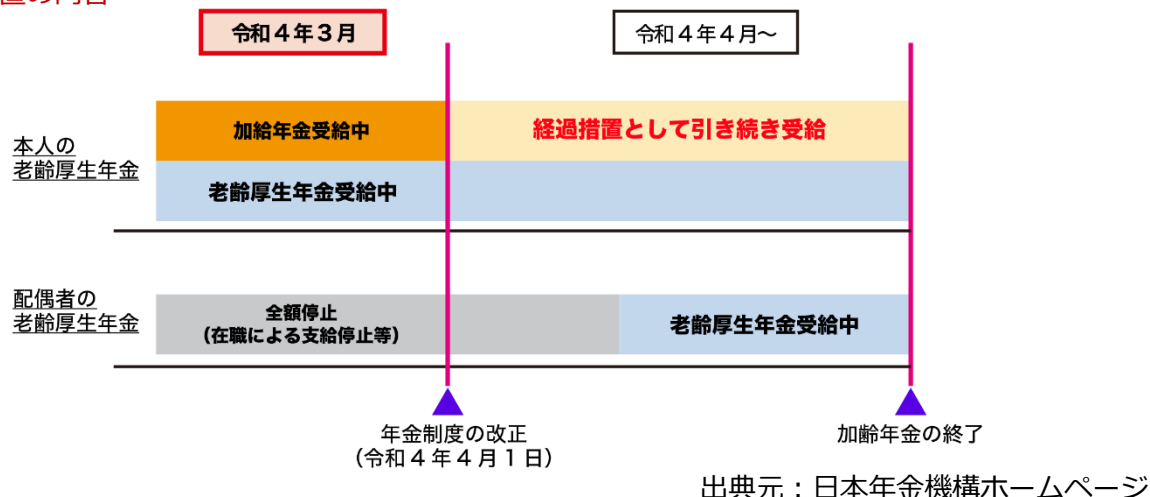 置の内容
令和４年３月
令和４年４月～
本人の
老齢厚生年金
加給年金受給中
経過措置として引き続き受給
老齢厚生年金受給中
配偶者の
老齢厚生年金
全額停止
（在職による支給停止等）
老齢厚生年金受給中
年金制度の改正
（令和４年４月１日）
加齢年金の終了
出典元：日本年金機構ホームページ